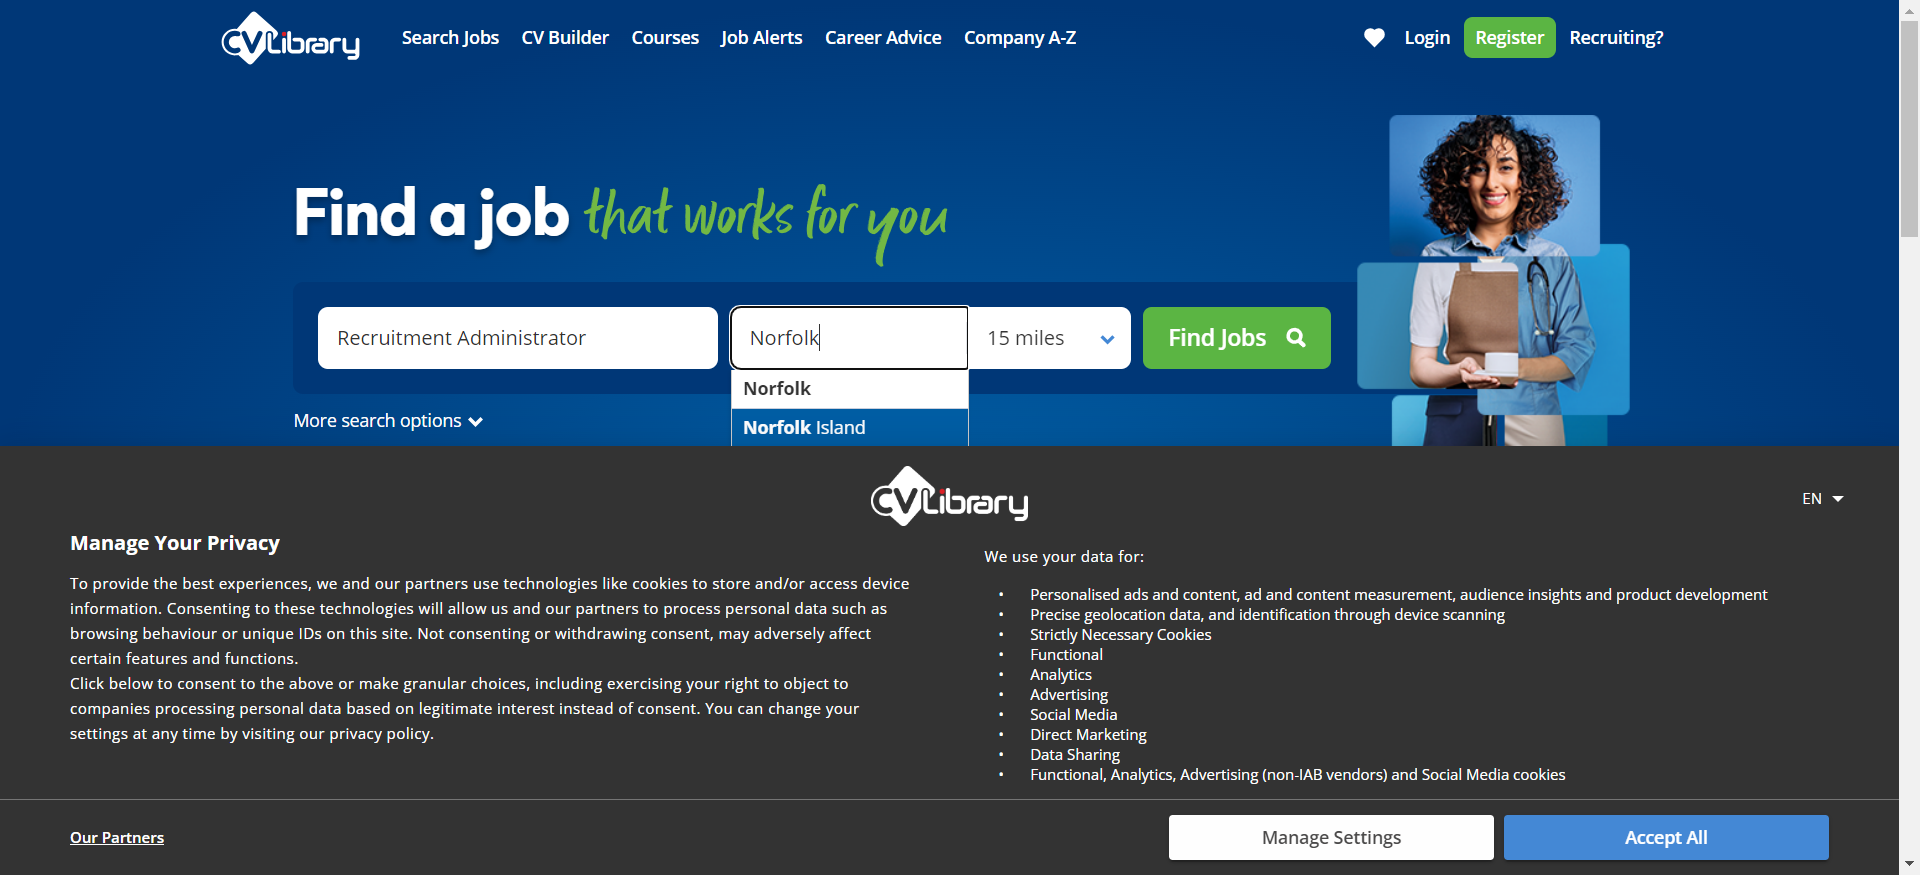 CVLibrary
Search Jobs
CV Builder
Courses
Job Alerts
Career Advice
Company A-Z
Login
Register
Recruiting?
Find a job that works for you
Recruitment Administrator
Norfolk
15 miles
Find Jobs
Norfolk
Norfolk Island
More search options
CVLibrary
EN
Manage Your Privacy
To provide the best experiences, we and our partners use technologies like cookies to store and/or access device
information. Consenting to these technologies will allow us and our partners to process personal data such as
browsing behaviour or unique IDs on this site. Not consenting or withdrawing consent, may adversely affect
certain features and functions.
Click below to consent to the above or make granular choices, including exercising your right to object to
companies processing personal data based on legitimate interest instead of consent. You can change your
settings at any time by visiting our privacy policy.
We use your data for:
• Personalised ads and content, ad and content measurement, audience insights and product development
• Precise geolocation data, and identification through device scanning
• Strictly Necessary Cookies
• Functional
• Analytics
• Advertising
• Social Media
• Direct Marketing
• Data Sharing
• Functional, Analytics, Advertising (non-IAB vendors) and Social Media cookies
Our Partners
Manage Settings
Accept All